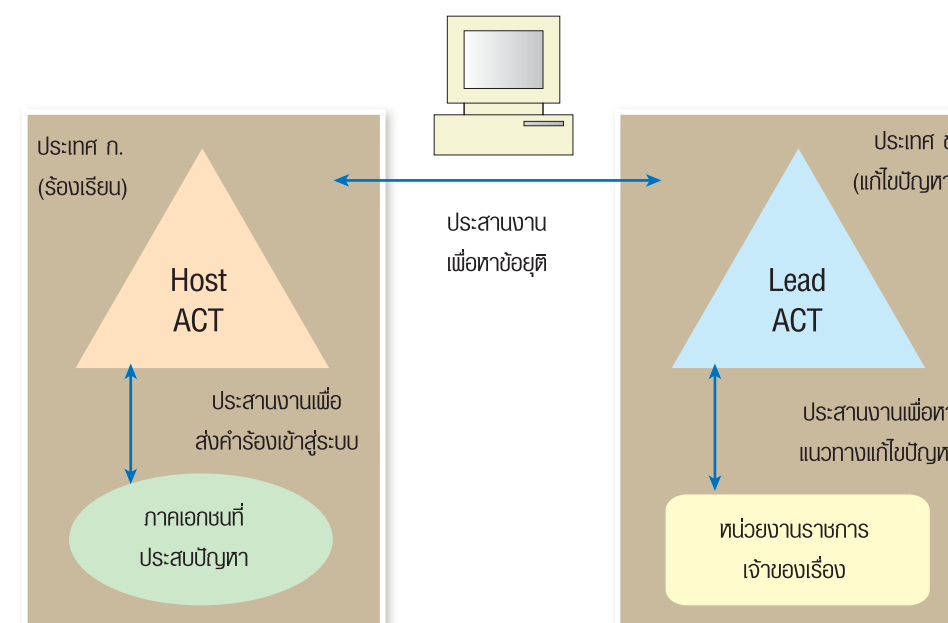 ประเทศ ก.
(ร้องเรียน)
Host
ACT
ประสานงานเพื่อ
ส่งคำร้องเข้าสู่ระบบ
ภาคเอกชนที่
ประสบปัญหา
ประสานงาน
เพื่อหาข้อยุติ
ประเทศ
(แก้ไขปัญหา
Lead
ACT
ประสานงานเพื่อหา
แนวทางแก้ไขปัญห
หน่วยงานราชการ
เจ้าของเรื่อง